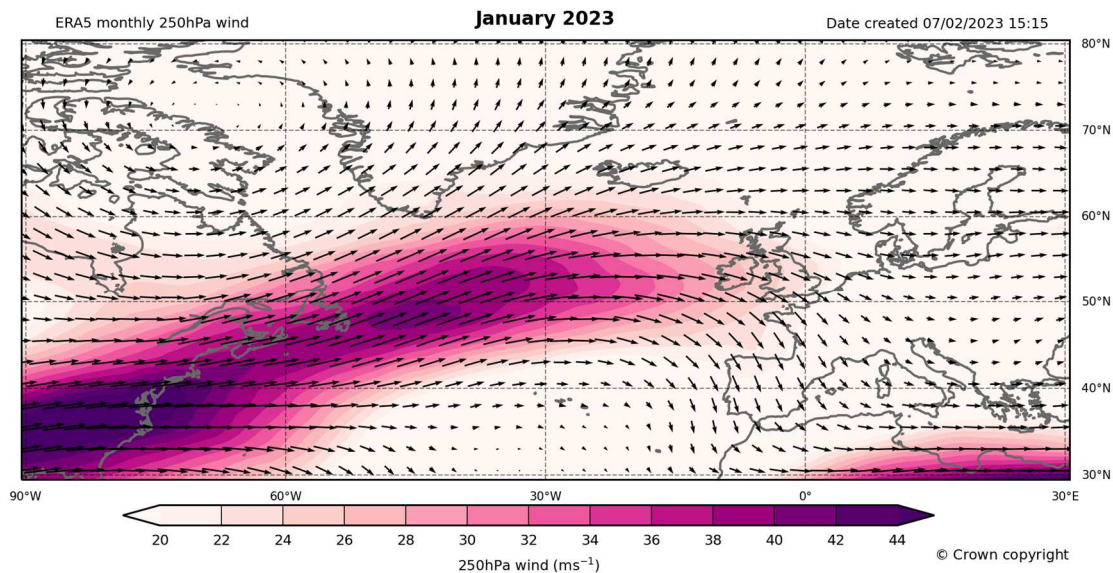 ERA5 monthly 250hPa wind
January 2023
Date created 07/02/2023 15:15
80°N
70°N
60°N
50°N
40°N
30°N
90°W 60°W 30°W 0° 30°E
20 22 24 26 28 30 32 34 36 38 40 42 44
250hPa wind (ms⁻¹)
© Crown copyright